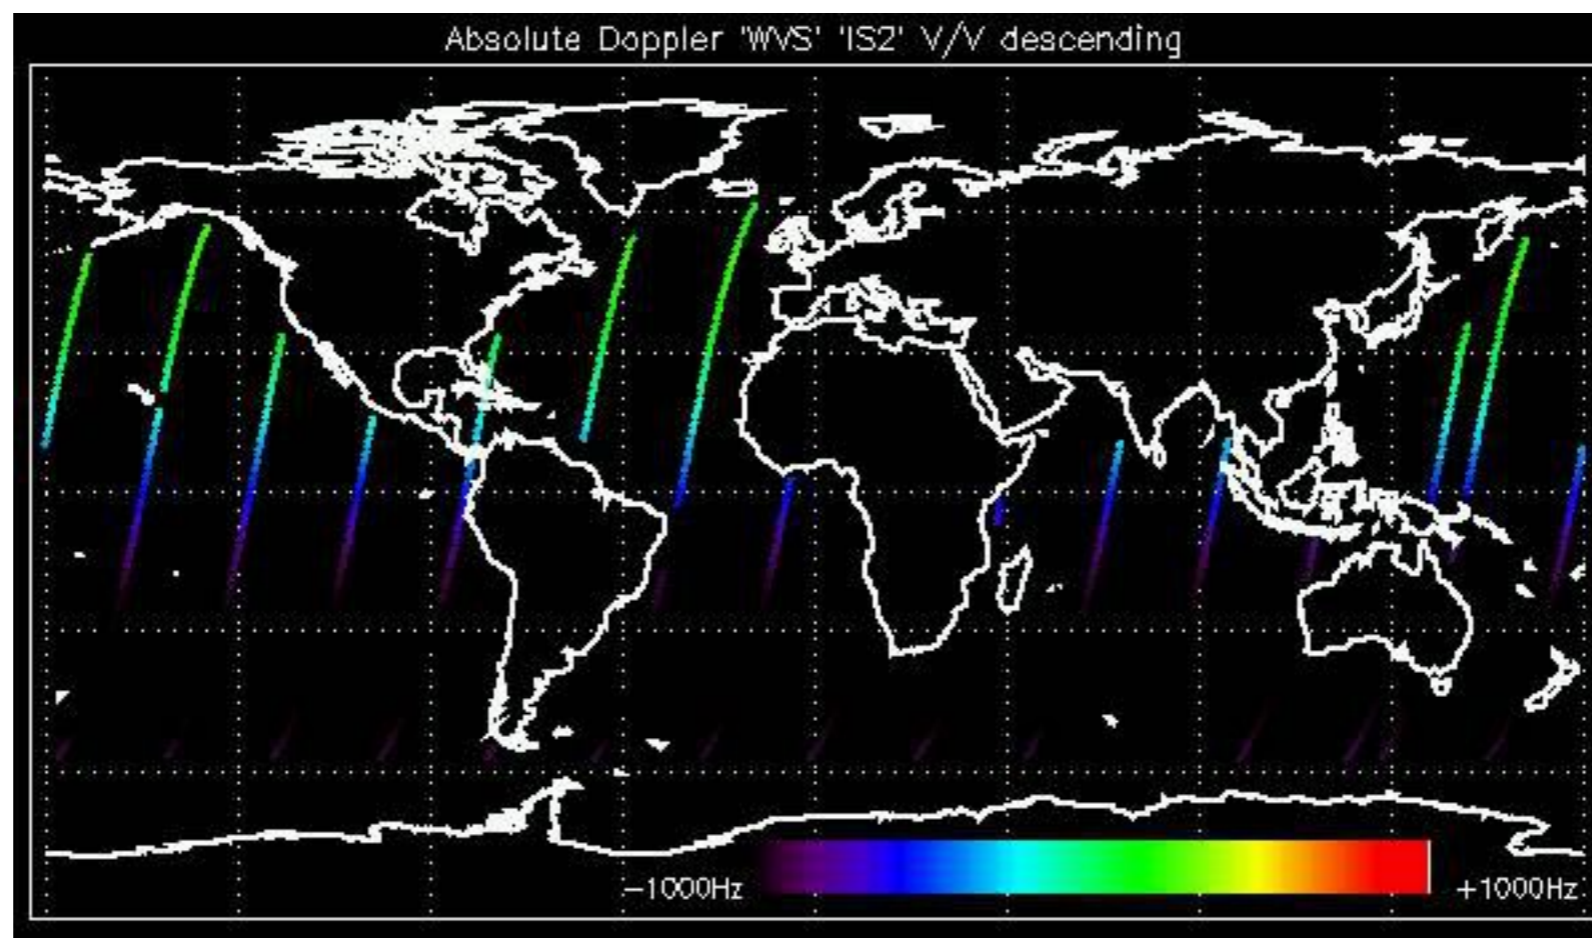 Absolute Doppler 'WVS' 'IS2' V/V descending
−1000Hz
+1000Hz